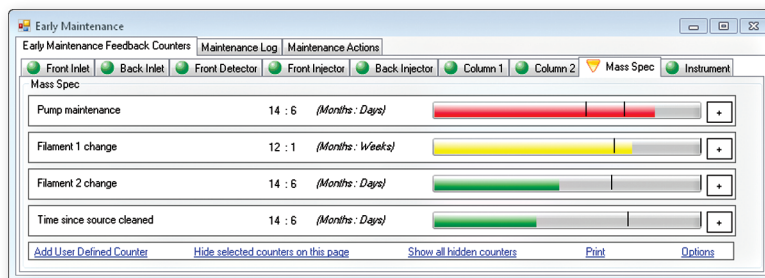 Early Maintenance
Early Maintenance Feedback Counters Maintenance Log Maintenance Actions
Front Inlet Back Inlet Front Detector Front Injector Back Injector Column 1 Column 2 Mass Spec Instrument
Mass Spec
Pump maintenance 14 : 6 (Months : Days) +
Filament 1 change 12 : 1 (Months : Weeks) +
Filament 2 change 14 : 6 (Months : Days) +
Time since source cleaned 14 : 6 (Months : Days) +
Add User Defined Counter Hide selected counters on this page Show all hidden counters Print Options